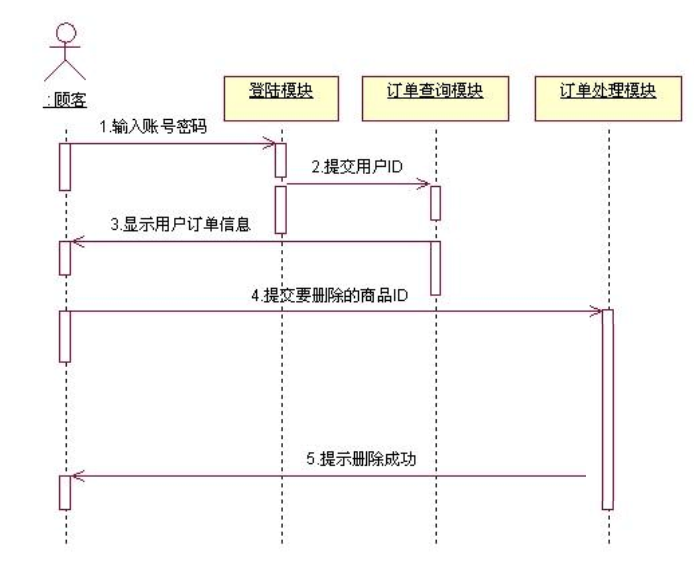 :顾客
登陆模块
订单查询模块
订单处理模块
1.输入账号密码
2.提交用户ID
3.显示用户订单信息
4.提交要删除的商品ID
5.提示删除成功